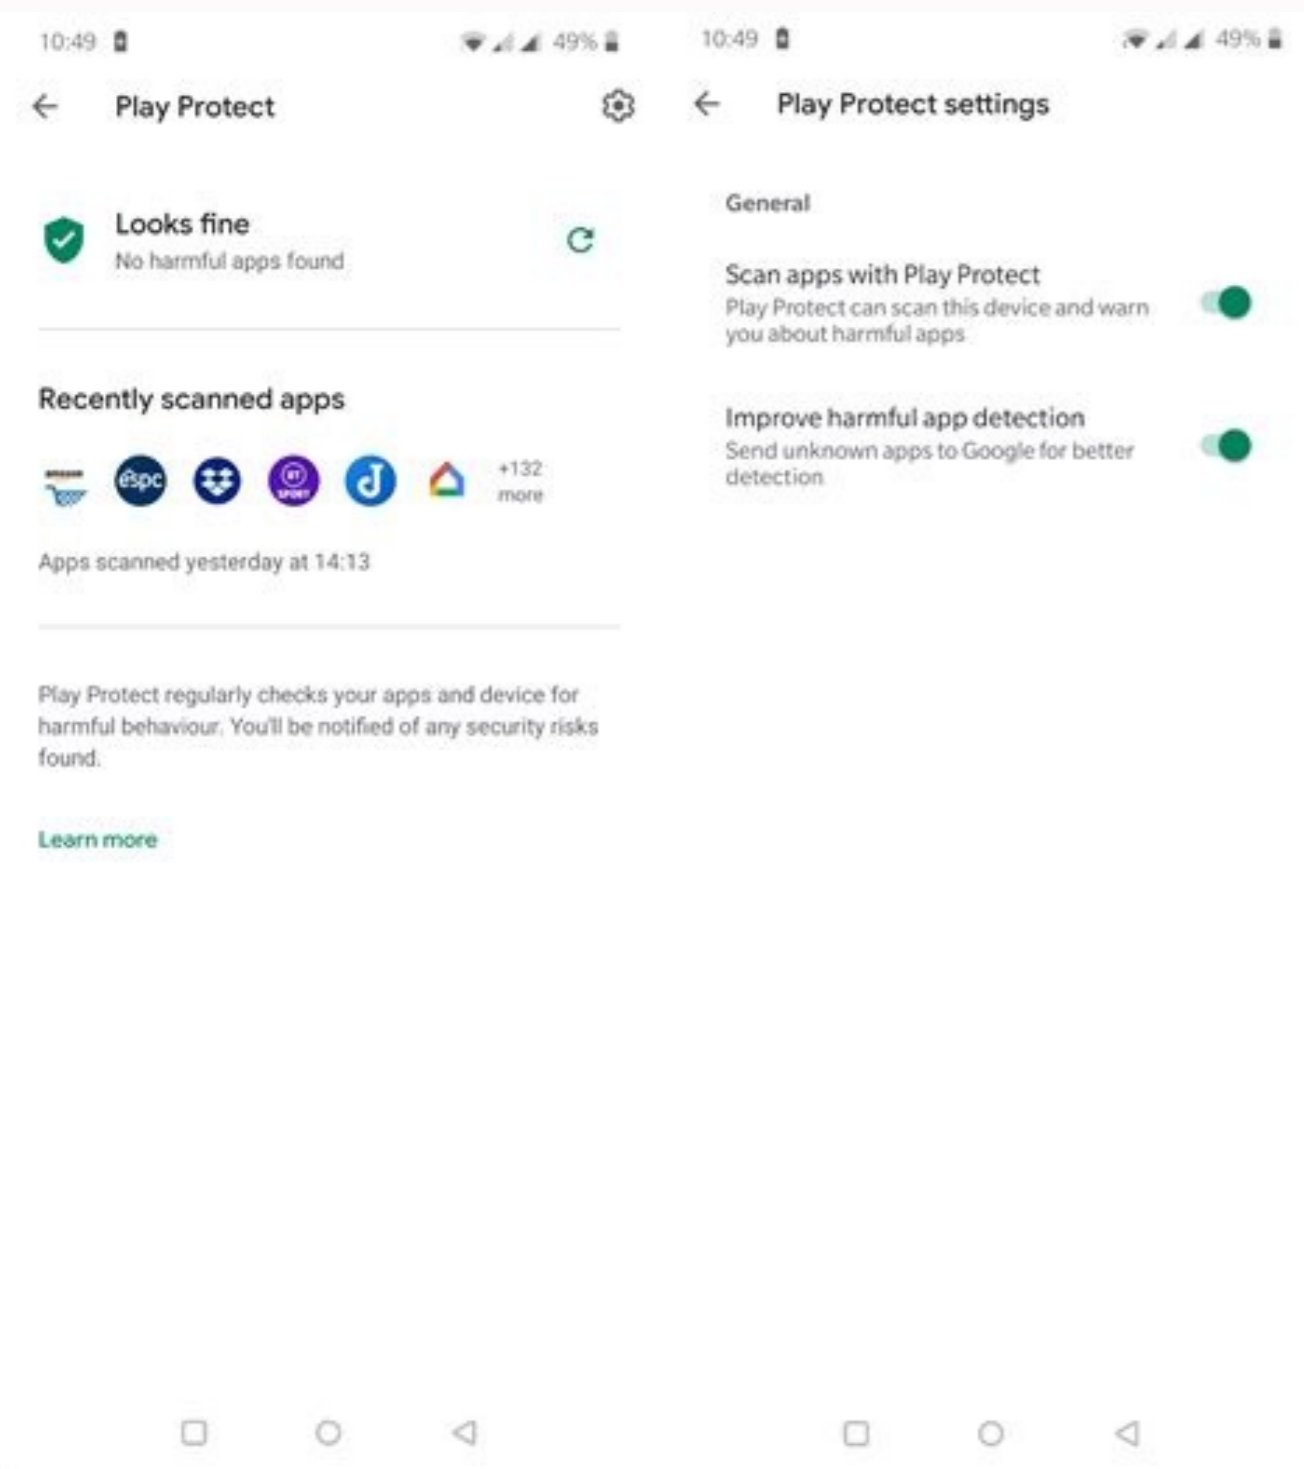 10:49
49%
Play Protect
Looks fine
No harmful apps found
Recently scanned apps
espc
BT
SPORT
+132
more
Apps scanned yesterday at 14:13
Play Protect regularly checks your apps and device for
harmful behaviour. You'll be notified of any security risks
found.
Learn more
10:49
49%
Play Protect settings
General
Scan apps with Play Protect
Play Protect can scan this device and warn
you about harmful apps
Improve harmful app detection
Send unknown apps to Google for better
detection